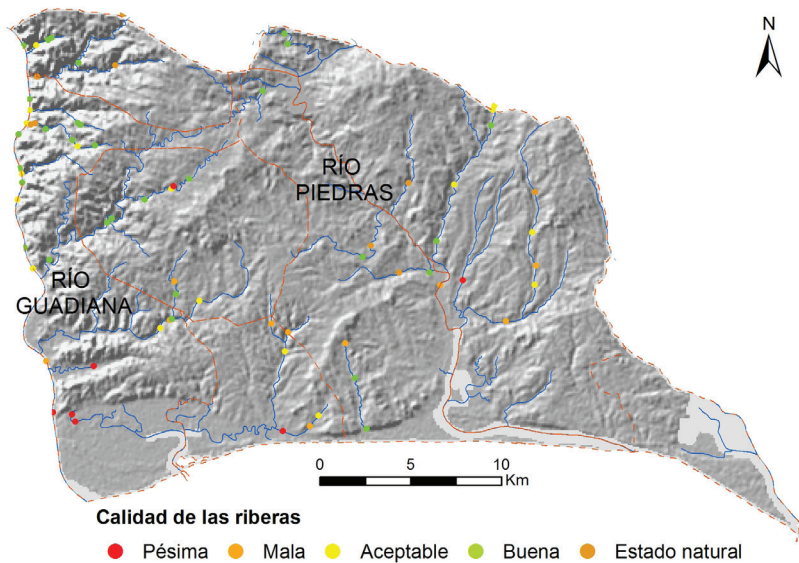 N
RÍO
PIEDRAS
RÍO
GUADIANA
0 5 10
Km
Calidad de las riberas
Pésima Mala Aceptable Buena Estado natural